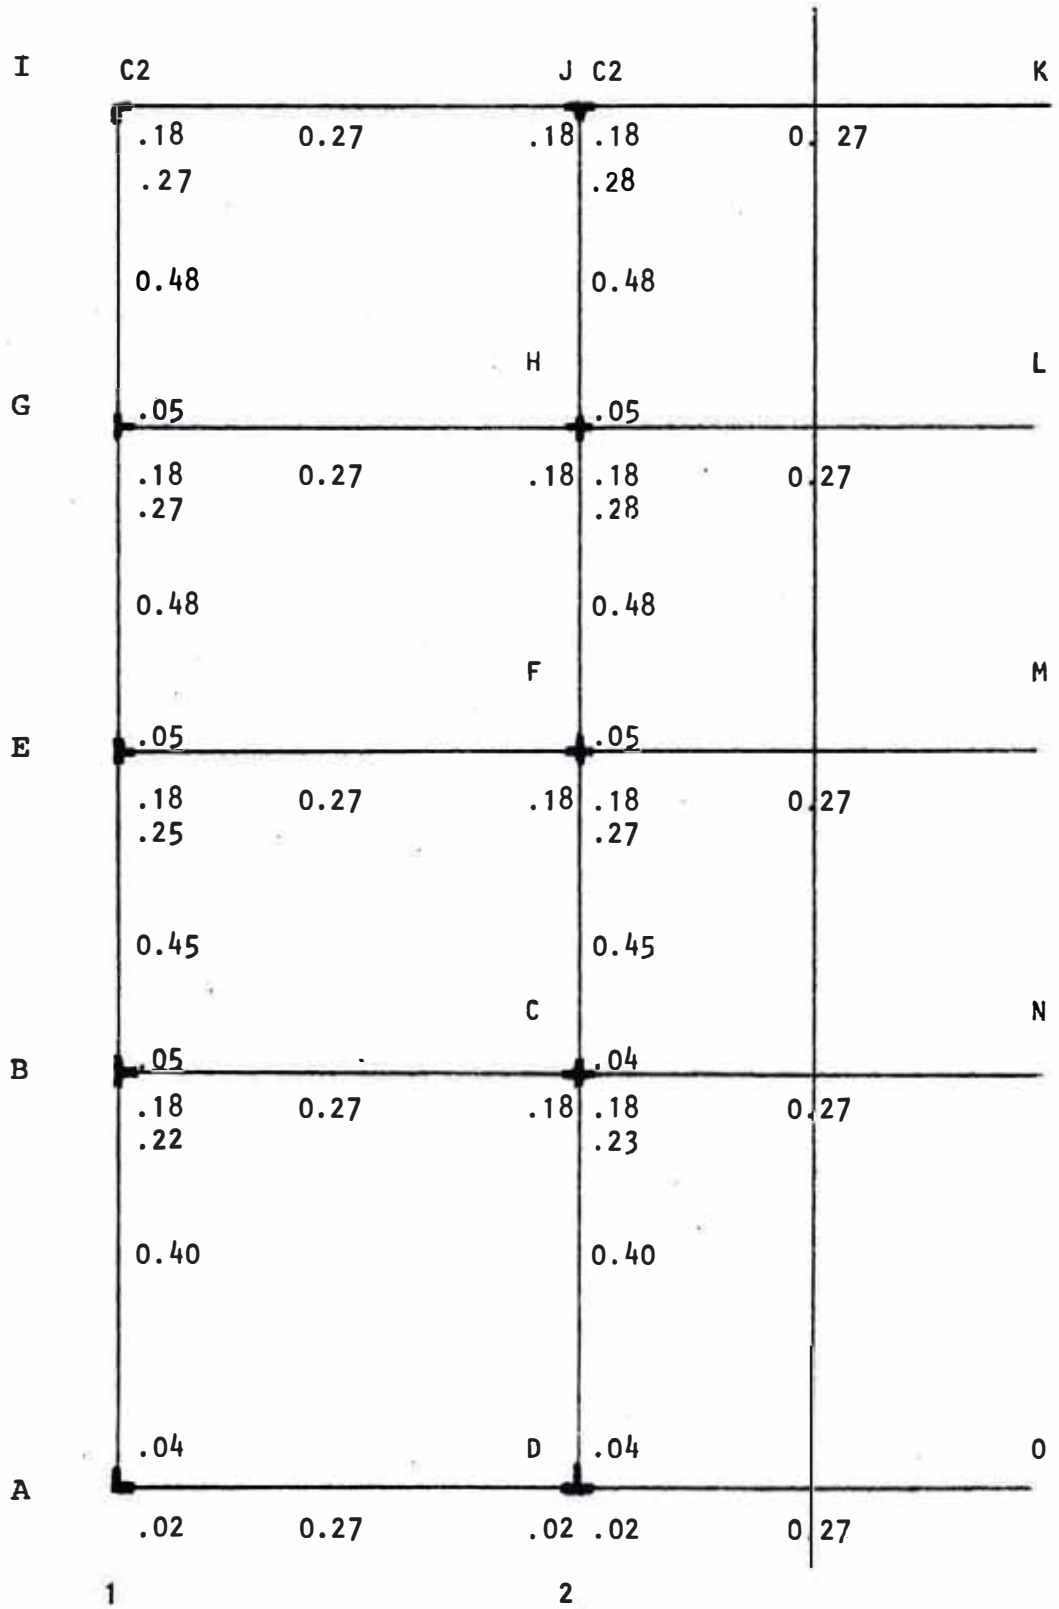 I C2 J C2 K
.18 0.27 .18 .18 0.27
.27 .28
0.48 0.48
H L
G .05 .05
.18 0.27 .18 .18 0.27
.27 .28
0.48 0.48
F M
E .05 .05
.18 0.27 .18 .18 0.27
.25 .27
0.45 0.45
C N
B .05 .04
.18 0.27 .18 .18 0.27
.22 .23
0.40 0.40
.04 D .04 O
A
.02 0.27 .02 .02 0.27
1 2